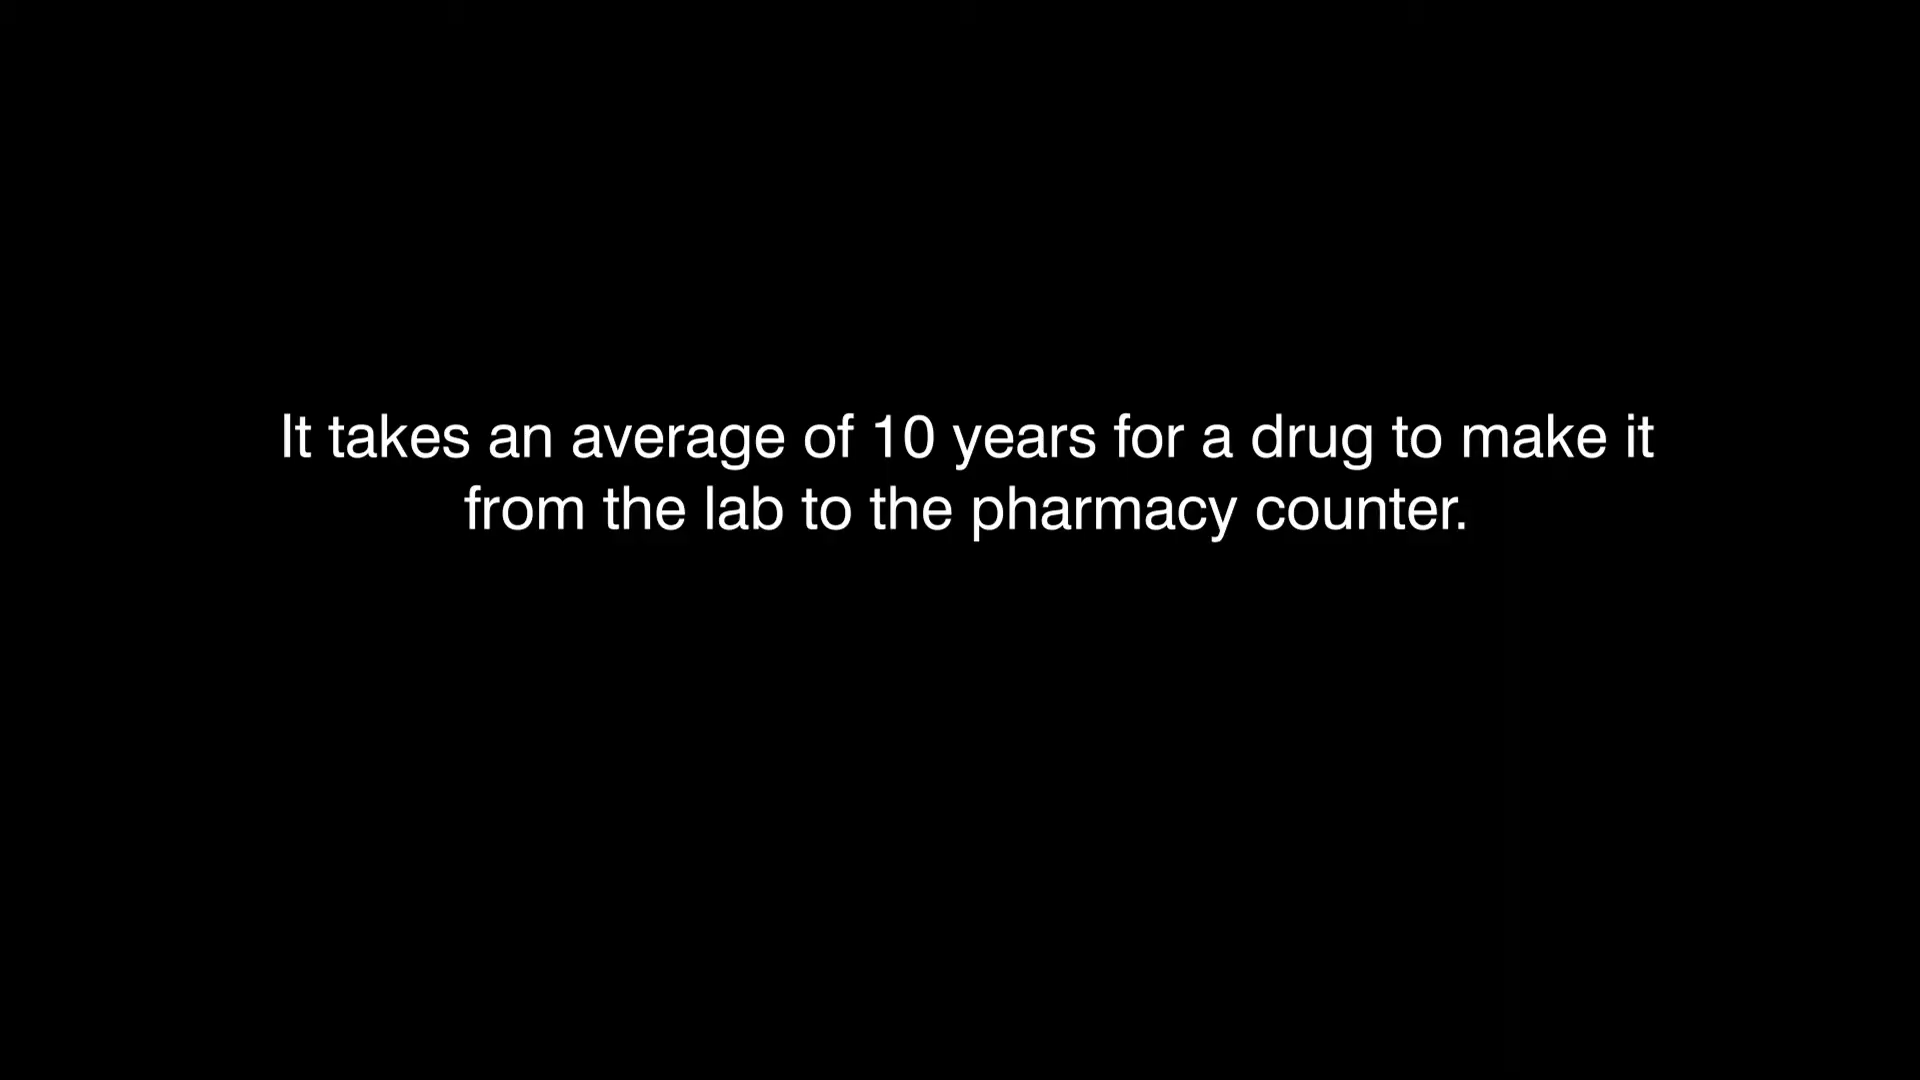 It takes an average of 10 years for a drug to make it
from the lab to the pharmacy counter.